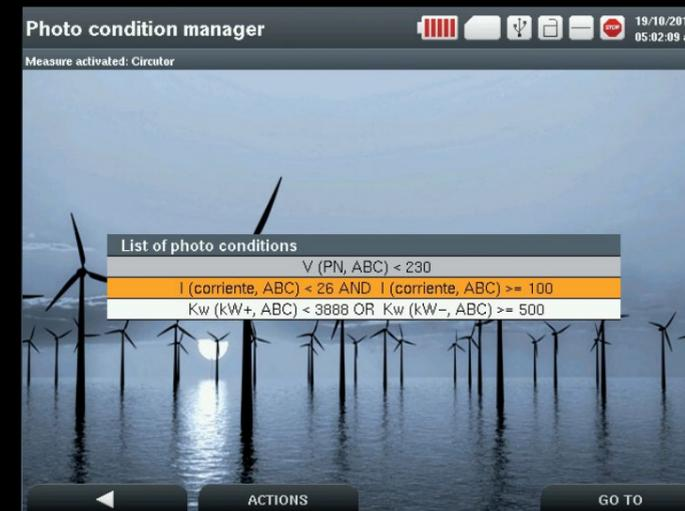 Photo condition manager
STOP
19/10/201
05:02:09 a
Measure activated: Circutor
List of photo conditions
V (PN, ABC) < 230
I (corriente, ABC) < 26 AND I (corriente, ABC) >= 100
Kw (kW+, ABC) < 3888 OR Kw (kW-, ABC) >= 500
ACTIONS
GO TO